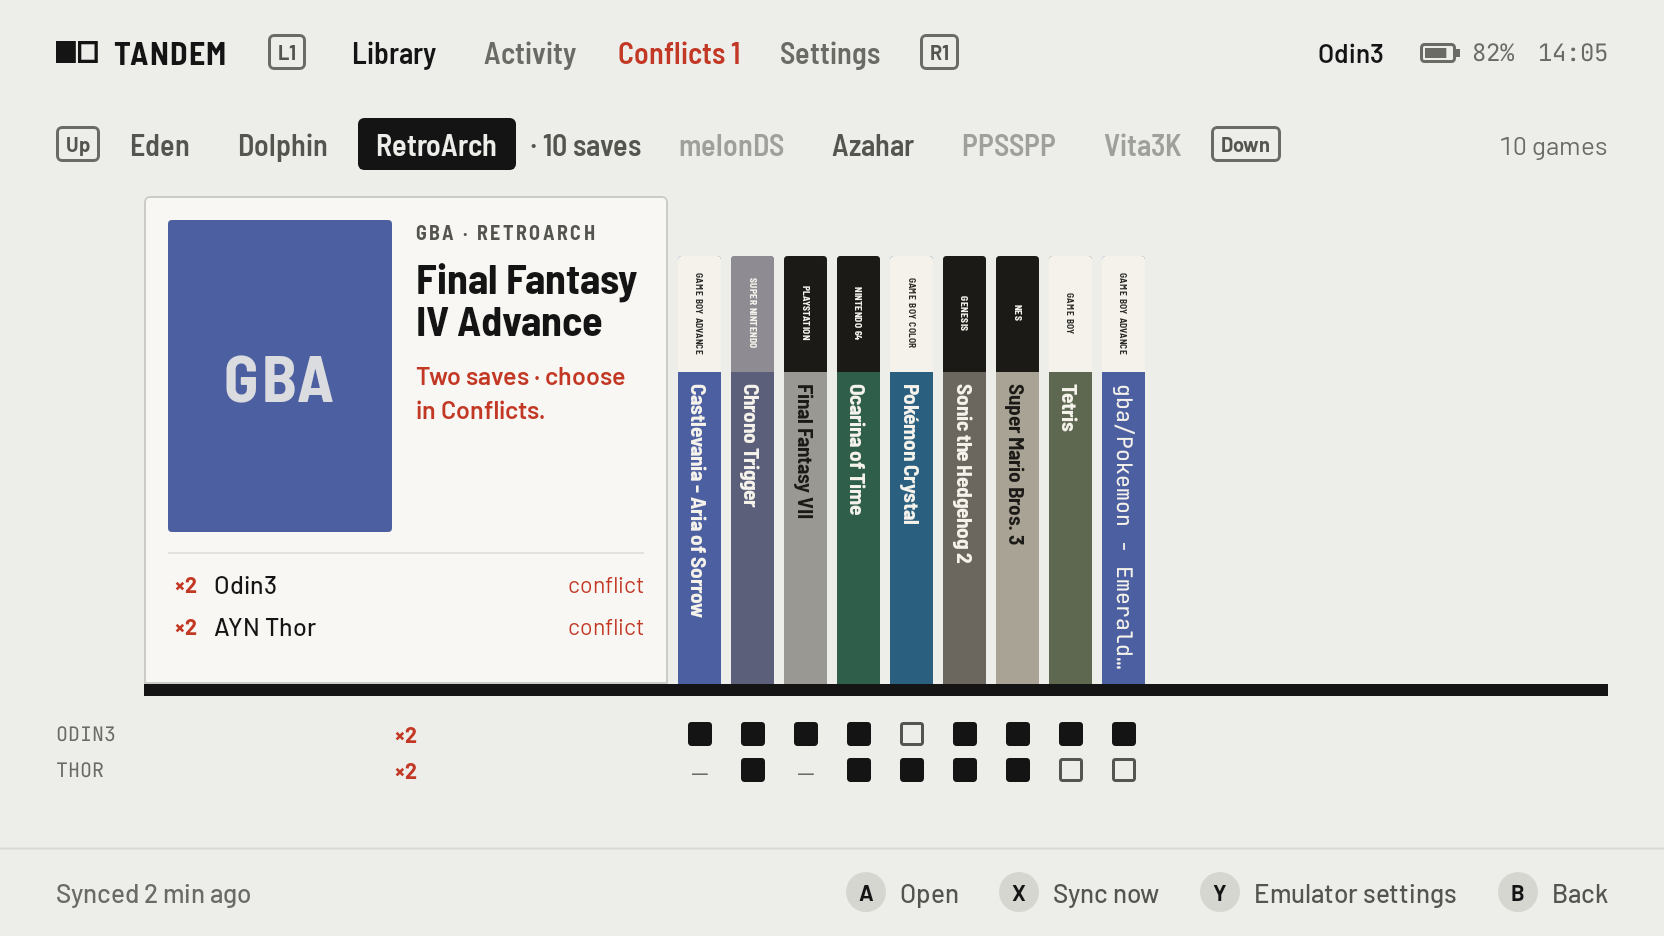 TANDEM L1 Library Activity Conflicts 1 Settings R1 Odin3 82% 14:05
Up Eden Dolphin RetroArch · 10 saves melonDS Azahar PPSSPP Vita3K Down 10 games
GBA
GBA · RETROARCH
Final Fantasy
IV Advance
Two saves · choose
in Conflicts.
×2 Odin3 conflict
×2 AYN Thor conflict
GAME BOY ADVANCE
Castlevania - Aria of Sorrow
SUPER NINTENDO
Chrono Trigger
PLAYSTATION
Final Fantasy VII
NINTENDO 64
Ocarina of Time
GAME BOY COLOR
Pokémon Crystal
GENESIS
Sonic the Hedgehog 2
NES
Super Mario Bros. 3
GAME BOY
Tetris
GAME BOY ADVANCE
gba/Pokemon - Emerald…
ODIN3 ×2
THOR ×2 — —
Synced 2 min ago A Open X Sync now Y Emulator settings B Back